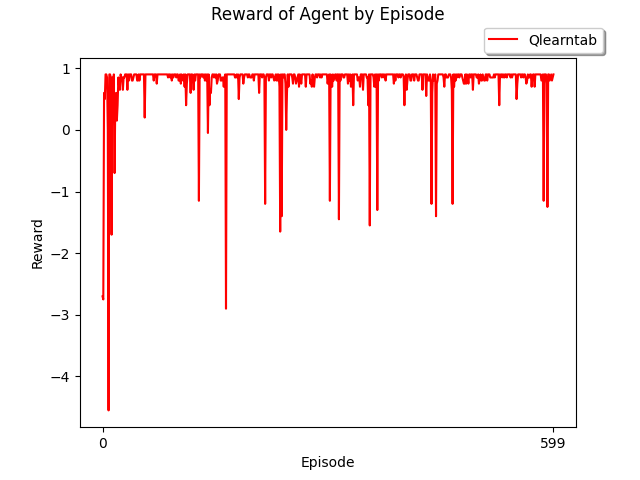 Reward of Agent by Episode
Qlearntab
1
0
−1
−2
−3
−4
Reward
0
599
Episode